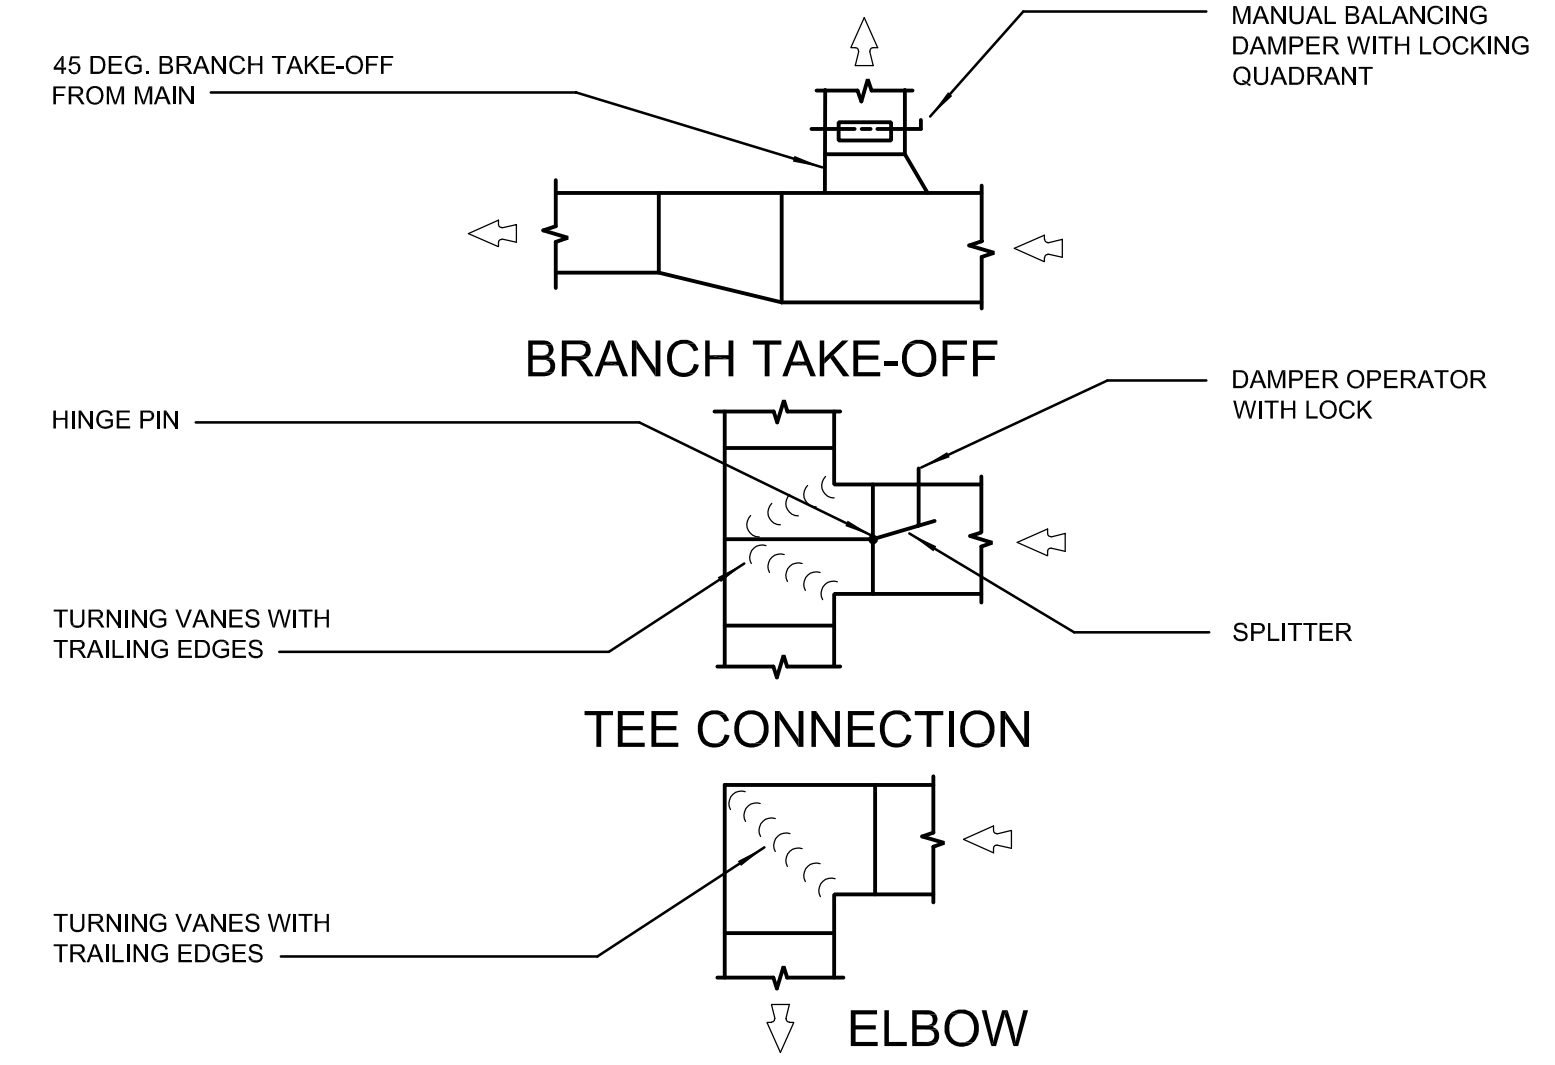 45 DEG. BRANCH TAKE-OFF
FROM MAIN
MANUAL BALANCING
DAMPER WITH LOCKING
QUADRANT
BRANCH TAKE-OFF
HINGE PIN
DAMPER OPERATOR
WITH LOCK
TURNING VANES WITH
TRAILING EDGES
SPLITTER
TEE CONNECTION
TURNING VANES WITH
TRAILING EDGES
ELBOW